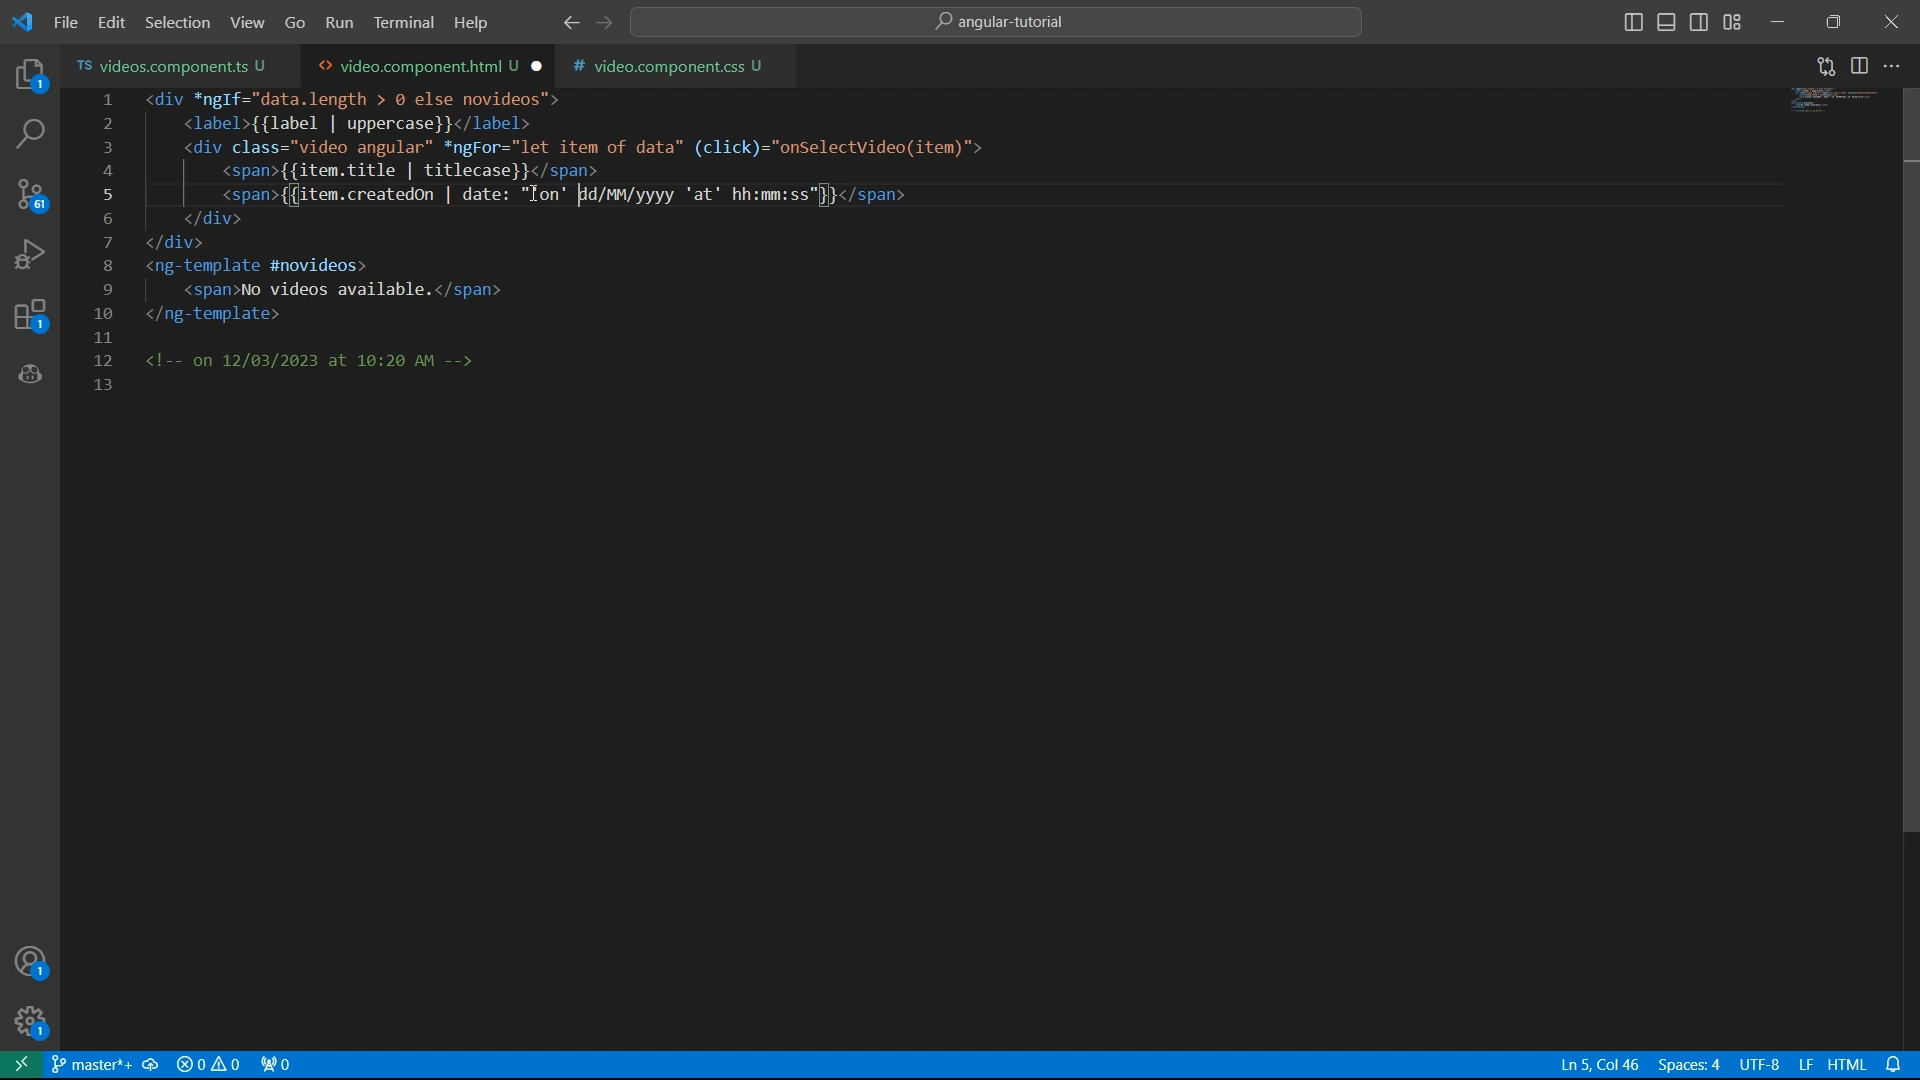 File Edit Selection View Go Run Terminal Help
angular-tutorial
TS videos.component.ts U
<> video.component.html U
# video.component.css U
1 <div *ngIf="data.length > 0 else novideos">
2 <label>{{label | uppercase}}</label>
3 <div class="video angular" *ngFor="let item of data" (click)="onSelectVideo(item)">
4 <span>{{item.title | titlecase}}</span>
5 <span>{{item.createdOn | date: "'on' dd/MM/yyyy 'at' hh:mm:ss"}}</span>
6 </div>
7 </div>
8 <ng-template #novideos>
9 <span>No videos available.</span>
10 </ng-template>
11
12 <!-- on 12/03/2023 at 10:20 AM -->
13
1
61
1
1
1
master*+ 0 0 0
Ln 5, Col 46 Spaces: 4 UTF-8 LF HTML